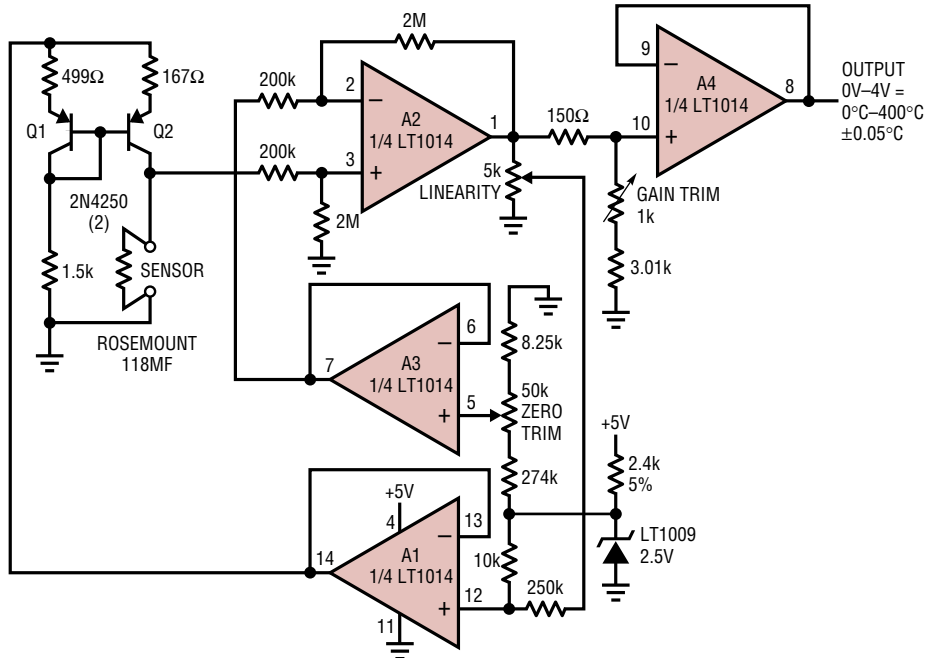 2M
499Ω
167Ω
Q1
Q2
2N4250
(2)
1.5k
SENSOR
ROSEMOUNT
118MF
200k
200k
2
3
1
−
+
A2
1/4 LT1014
2M
5k
LINEARITY
150Ω
9
10
8
−
+
A4
1/4 LT1014
OUTPUT
0V–4V =
0°C–400°C
±0.05°C
GAIN TRIM
1k
3.01k
7
A3
1/4 LT1014
−
+
6
5
8.25k
50k
ZERO
TRIM
274k
+5V
2.4k
5%
LT1009
2.5V
14
+5V
4
A1
1/4 LT1014
−
+
13
12
11
10k
250k